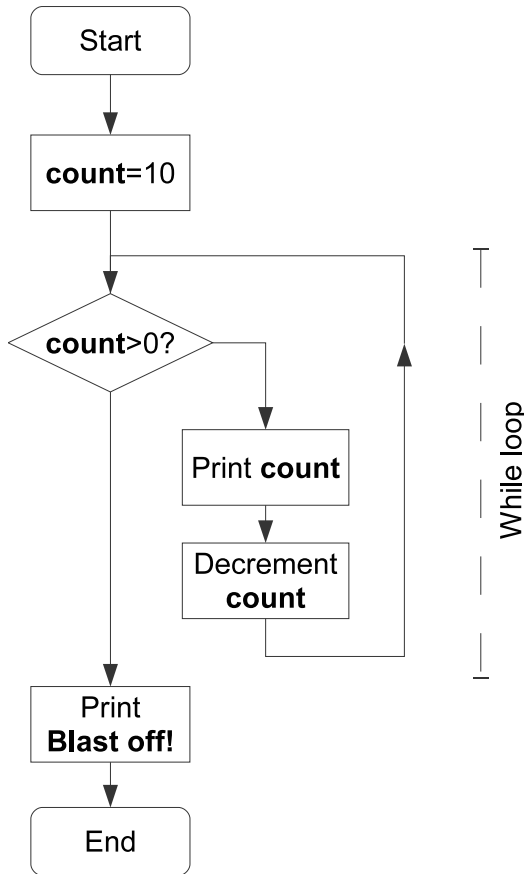 Start
count=10
count>0?
Print count
Decrement
count
While loop
Print
Blast off!
End